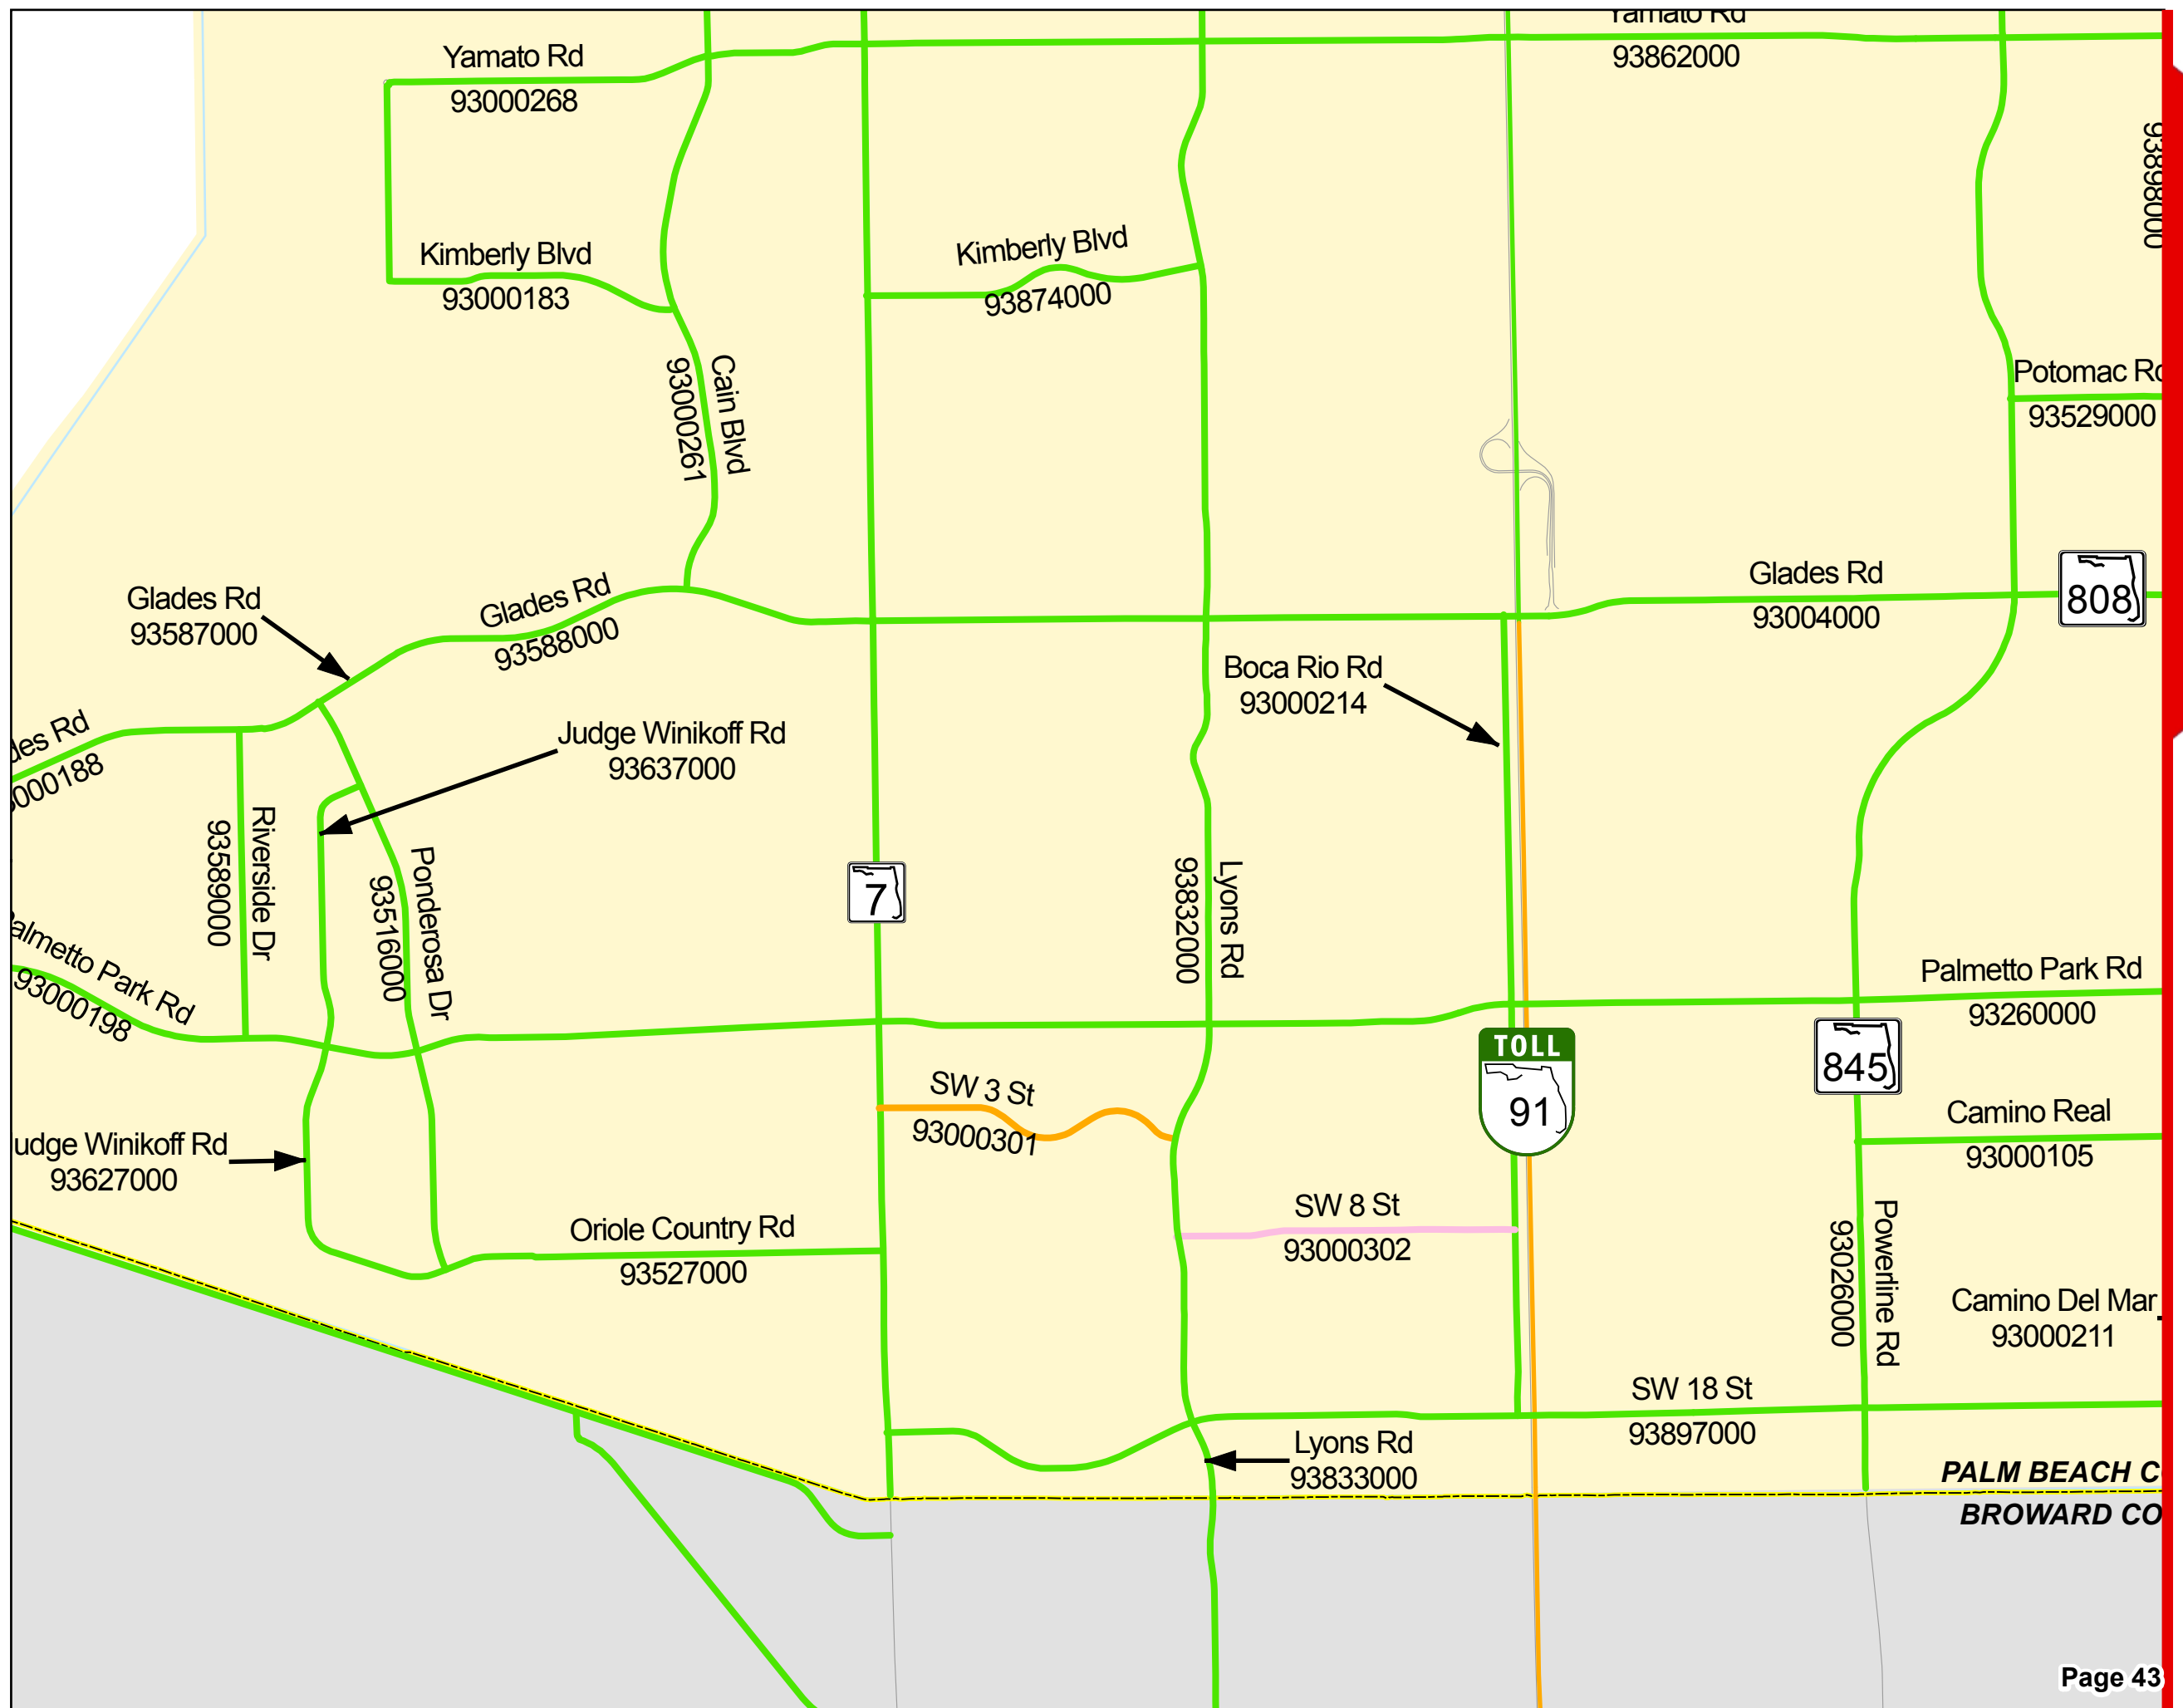 Yamato Rd
93000268
Yamato Rd
93862000
93898000
Kimberly Blvd
93000183
Kimberly Blvd
93874000
Cain Blvd
93000261
Potomac Rd
93529000
Glades Rd
93587000
Glades Rd
93588000
Glades Rd
93004000
808
Boca Rio Rd
93000214
des Rd
000188
Judge Winikoff Rd
93637000
Riverside Dr
93589000
Ponderosa Dr
93516000
7
Lyons Rd
93832000
Palmetto Park Rd
93000198
Palmetto Park Rd
93260000
TOLL
91
845
SW 3 St
93000301
Camino Real
93000105
udge Winikoff Rd
93627000
SW 8 St
93000302
Oriole Country Rd
93527000
Powerline Rd
93026000
Camino Del Mar
93000211
SW 18 St
93897000
Lyons Rd
93833000
PALM BEACH C
BROWARD CO
Page 43